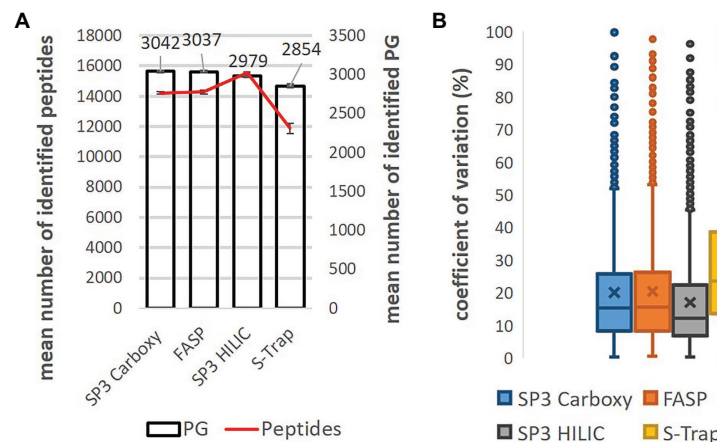 A
3042
3037
2979
2854
18000
16000
14000
12000
10000
8000
6000
4000
2000
0
mean number of identified peptides
3500
3000
2500
2000
1500
1000
500
0
mean number of identified PG
SP3 Carboxy
FASP
SP3 HILIC
S-Trap
PG
Peptides
B
100
90
80
70
60
50
40
30
20
10
0
coefficient of variation (%)
SP3 Carboxy
FASP
SP3 HILIC
S-Trap